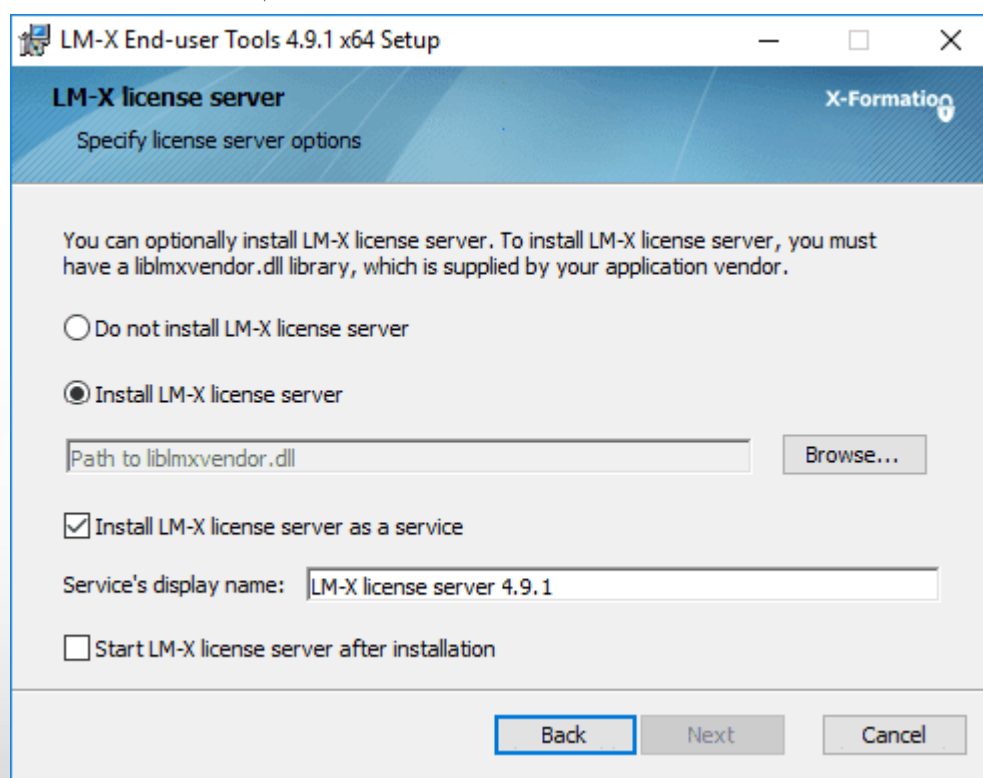 LM-X End-user Tools 4.9.1 x64 Setup
LM-X license server
X-Formation
Specify license server options
You can optionally install LM-X license server. To install LM-X license server, you must
have a liblmxvendor.dll library, which is supplied by your application vendor.
Do not install LM-X license server
Install LM-X license server
Path to liblmxvendor.dll
Browse...
Install LM-X license server as a service
Service's display name: LM-X license server 4.9.1
Start LM-X license server after installation
Back Next Cancel